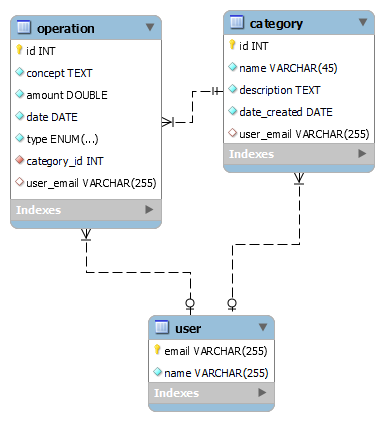 operation
id INT
concept TEXT
amount DOUBLE
date DATE
type ENUM(...)
category_id INT
user_email VARCHAR(255)
Indexes
category
id INT
name VARCHAR(45)
description TEXT
date_created DATE
user_email VARCHAR(255)
Indexes
user
email VARCHAR(255)
name VARCHAR(255)
Indexes